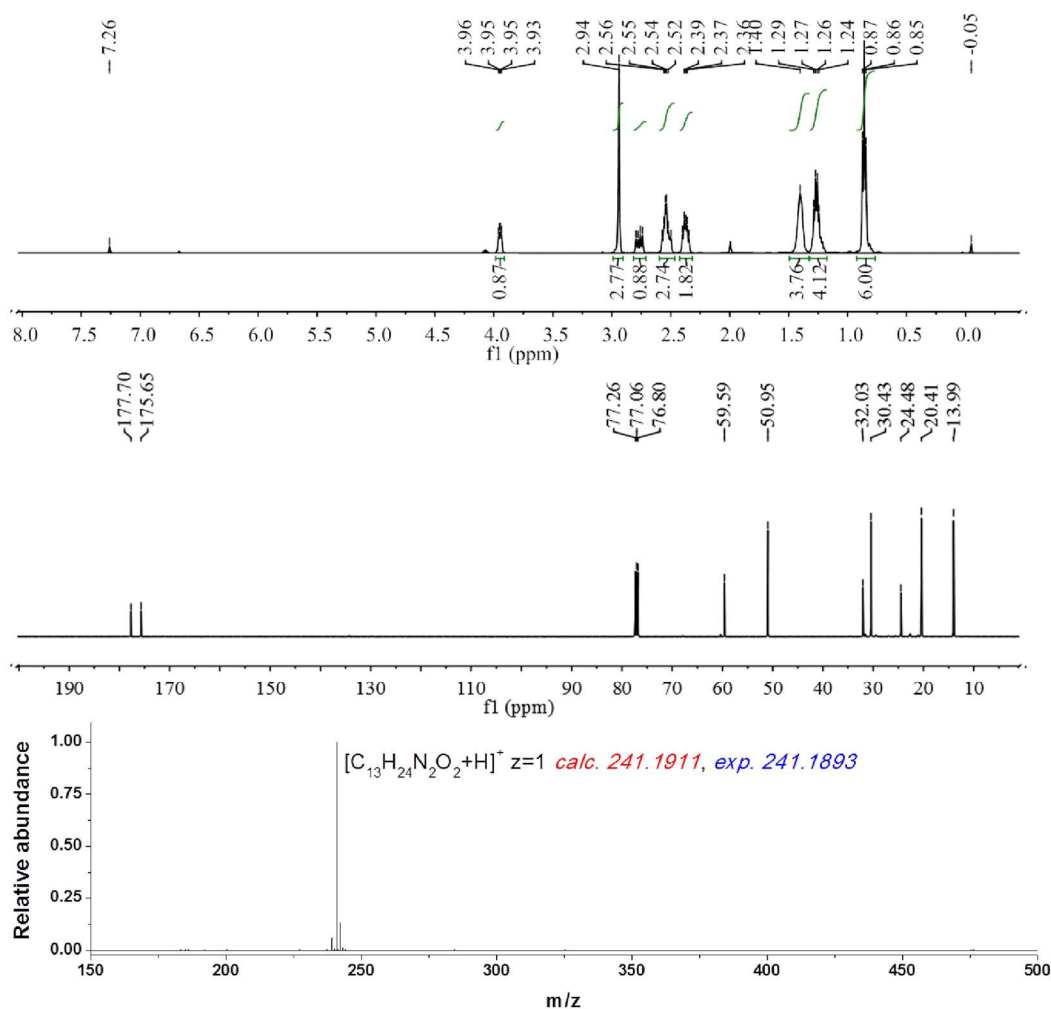 7.26 3.96 3.95 3.95 3.93 2.94 2.56 2.55 2.54 2.52 2.39 2.37 2.36 1.40 1.29 1.27 1.26 1.24 0.87 0.86 0.85 -0.05
0.87 2.77 0.88 2.74 1.82 3.76 4.12 6.00
8.0 7.5 7.0 6.5 6.0 5.5 5.0 4.5 4.0 3.5 3.0 2.5 2.0 1.5 1.0 0.5 0.0
f1 (ppm)
177.70 175.65 77.26 77.06 76.80 59.59 50.95 32.03 30.43 24.48 20.41 13.99
190 170 150 130 110 90 80 70 60 50 40 30 20 10
f1 (ppm)
[C13H24N2O2+H]+ z=1 calc. 241.1911, exp. 241.1893
Relative abundance
1.00
0.75
0.50
0.25
0.00
150 200 250 300 350 400 450 500
m/z